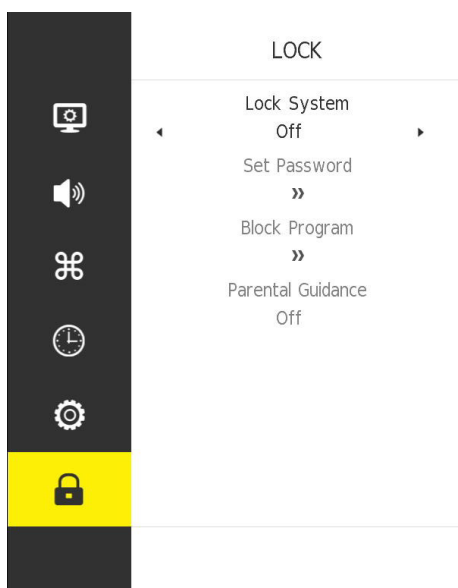 LOCK
Lock System
Off
Set Password
»
Block Program
»
Parental Guidance
Off